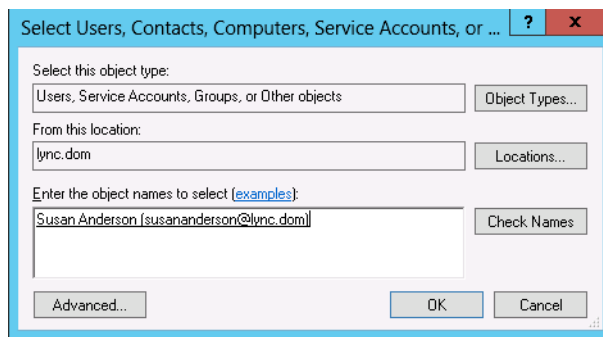 Select Users, Contacts, Computers, Service Accounts, or ...
? x
Select this object type:
Users, Service Accounts, Groups, or Other objects
Object Types...
From this location:
lync.dom
Locations...
Enter the object names to select (examples):
Susan Anderson (susananderson@lync.dom)
Check Names
Advanced...
OK
Cancel